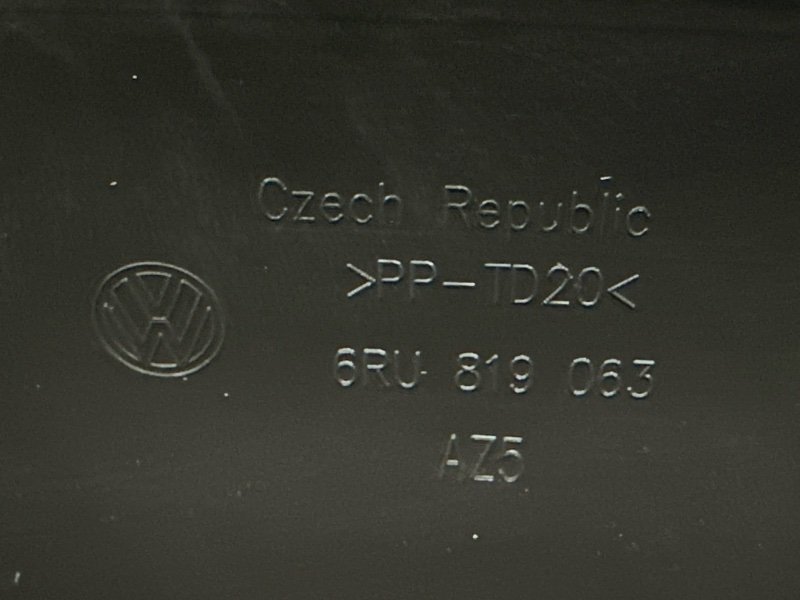 Czech Republic
>PP-TD20<
6RU 819 063
AZ5